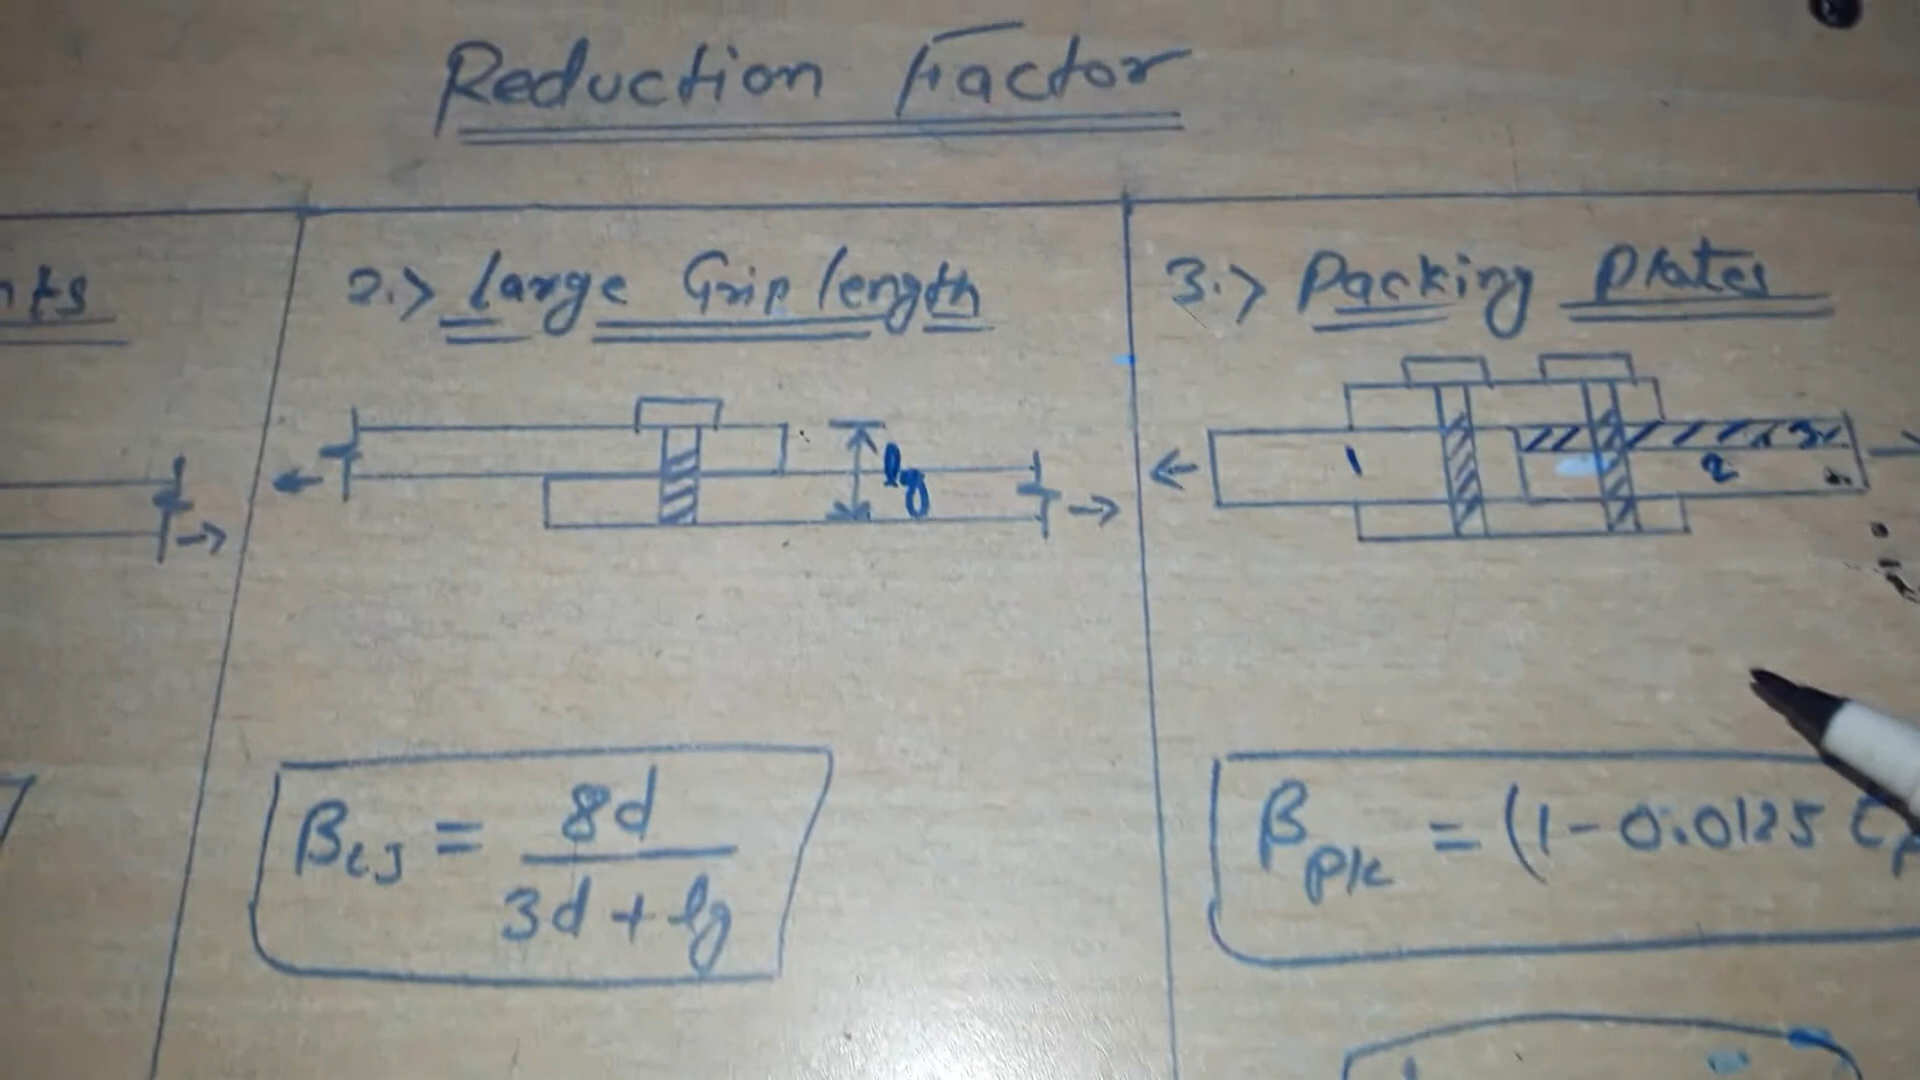 Reduction Factor
2.> Large Grip length
3.> Packing Plates
lg
1
3
2
βLJ = 8d / 3d + lg
βpk = (1 - 0.0125 t